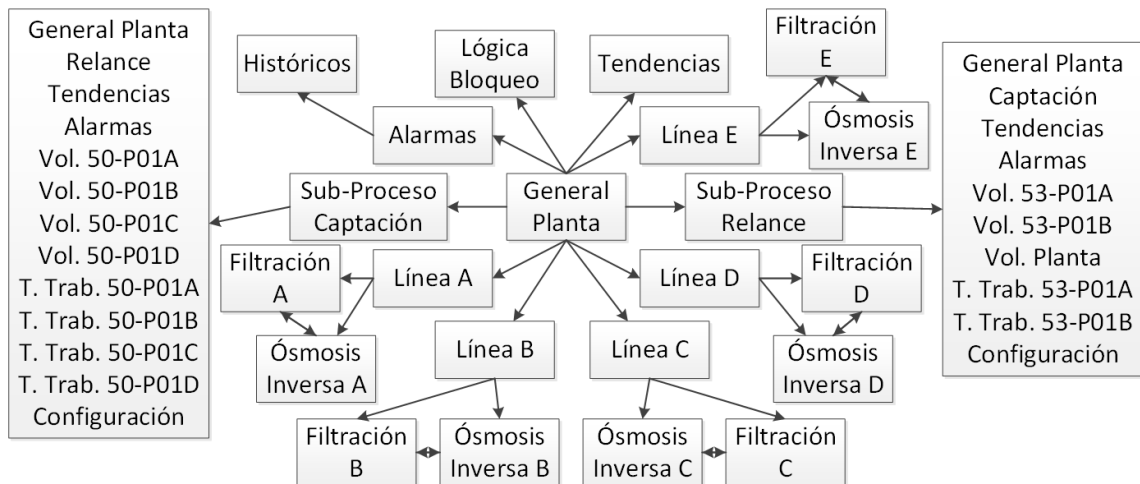 General Planta
Relance
Tendencias
Alarmas
Vol. 50-P01A
Vol. 50-P01B
Vol. 50-P01C
Vol. 50-P01D
T. Trab. 50-P01A
T. Trab. 50-P01B
T. Trab. 50-P01C
T. Trab. 50-P01D
Configuración
Históricos
Lógica
Bloqueo
Tendencias
Filtración
E
Alarmas
Línea E
Ósmosis
Inversa E
Sub-Proceso
Captación
General
Planta
Sub-Proceso
Relance
Filtración
A
Línea A
Línea D
Filtración
D
Ósmosis
Inversa A
Línea B
Línea C
Ósmosis
Inversa D
Filtración
B
Ósmosis
Inversa B
Ósmosis
Inversa C
Filtración
C
General Planta
Captación
Tendencias
Alarmas
Vol. 53-P01A
Vol. 53-P01B
Vol. Planta
T. Trab. 53-P01A
T. Trab. 53-P01B
Configuración